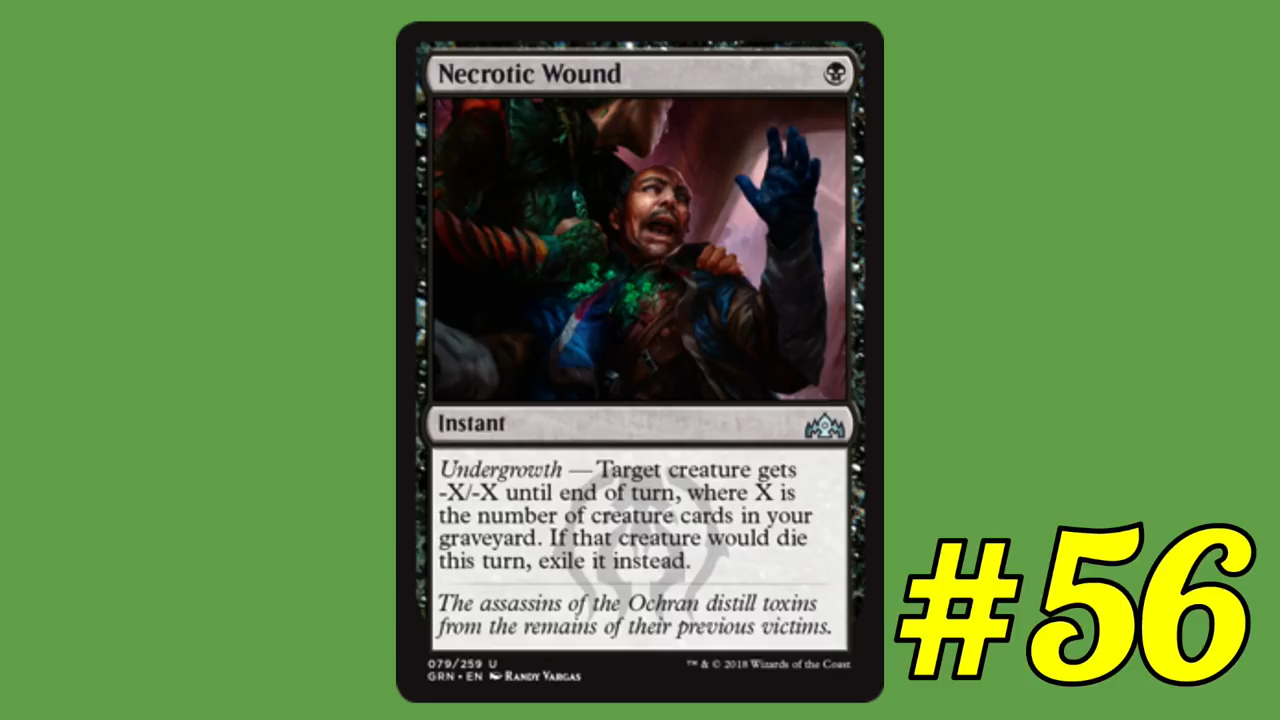 Necrotic Wound
Instant
Undergrowth — Target creature gets
-X/-X until end of turn, where X is
the number of creature cards in your
graveyard. If that creature would die
this turn, exile it instead.
The assassins of the Ochran distill toxins
from the remains of their previous victims.
079/259 U
™ & © 2018 Wizards of the Coast
GRN • EN RANDY VARGAS
#56